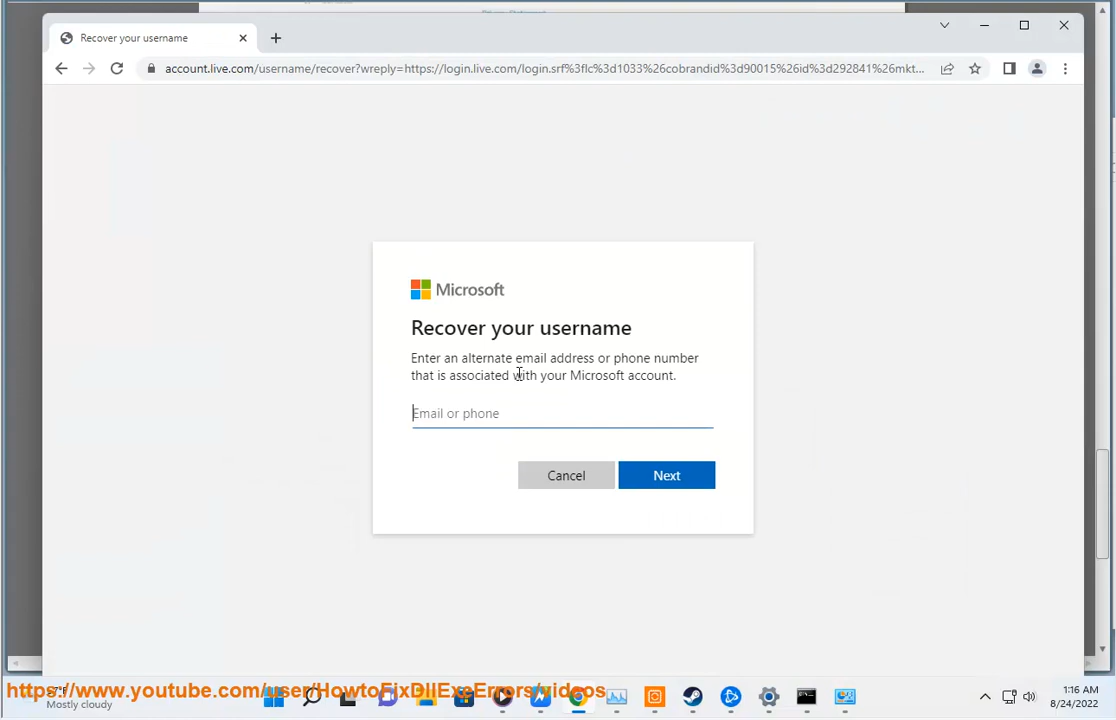 Recover your username
account.live.com/username/recover?wreply=https://login.live.com/login.srf%3flc%3d1033%26cobrandid%3d90015%26id%3d292841%26mkt...
Microsoft
Recover your username
Enter an alternate email address or phone number
that is associated with your Microsoft account.
Email or phone
Cancel
Next
https://www.youtube.com/user/HowtoFixDllExeErrors/videos
Mostly cloudy
1:16 AM
8/24/2022